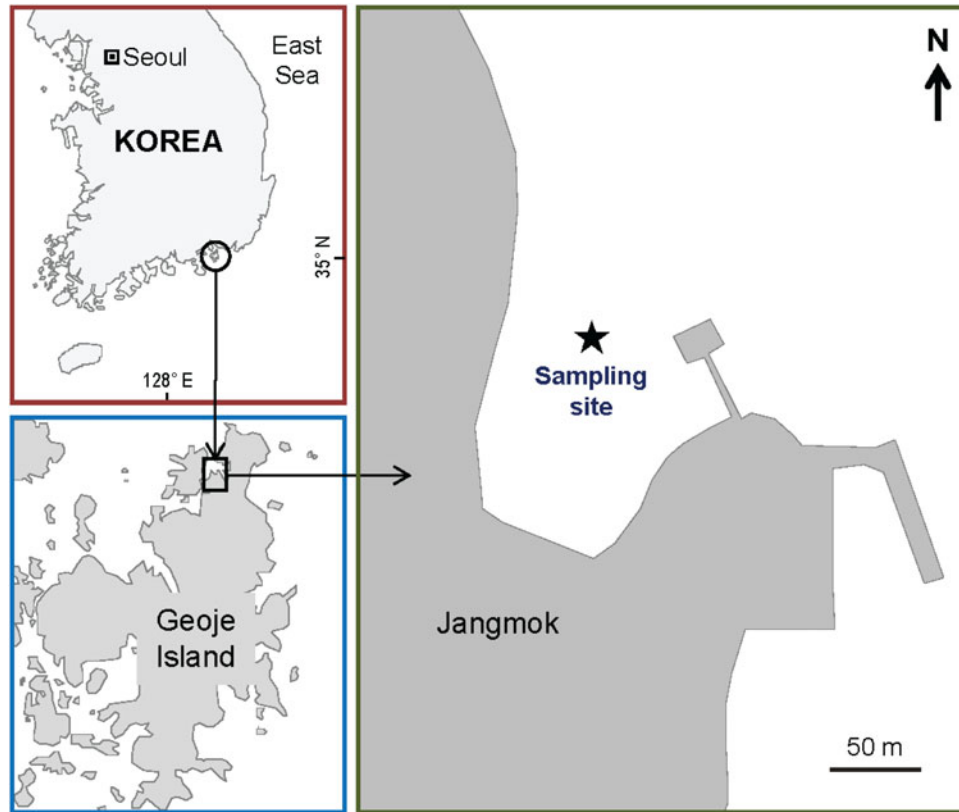 Seoul
East
Sea
KOREA
35° N
128° E
Geoje
Island
N
Sampling
site
Jangmok
50 m